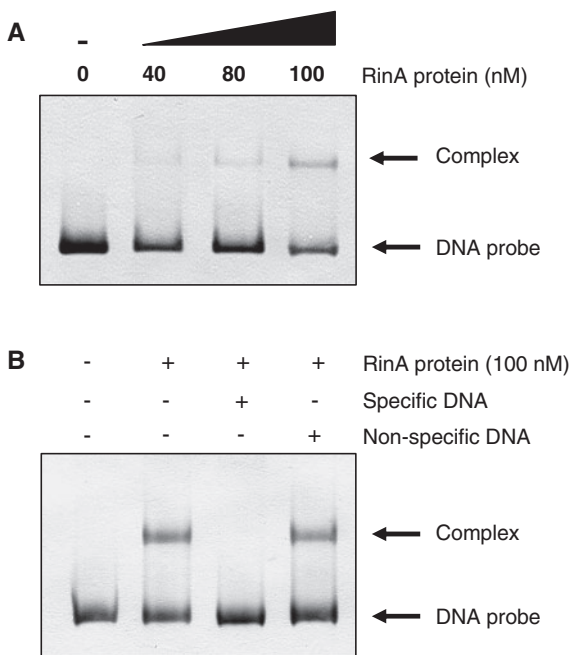 A
-
0 40 80 100 RinA protein (nM)
Complex
DNA probe
B
- + + + RinA protein (100 nM)
- - + - Specific DNA
- - - + Non-specific DNA
Complex
DNA probe